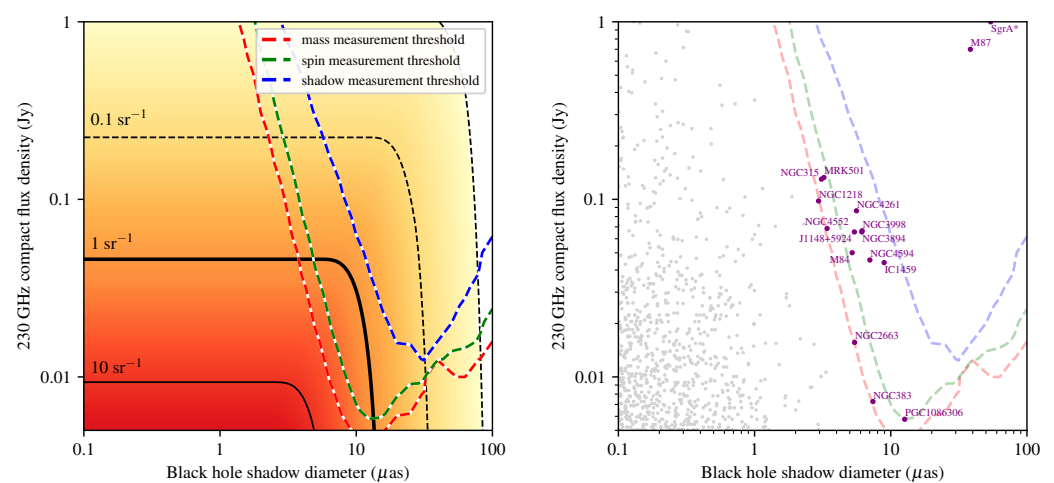 mass measurement threshold
spin measurement threshold
shadow measurement threshold
0.1 sr⁻¹
1 sr⁻¹
10 sr⁻¹
1
0.1
0.01
230 GHz compact flux density (Jy)
0.1
1
10
100
Black hole shadow diameter (μas)
SgrA*
M87
NGC315
MRK501
NGC1218
NGC4261
NGC4552
NGC3998
J1148+5924
NGC3894
M84
NGC4594
IC1459
NGC2663
NGC383
PGC1086306
1
0.1
0.01
230 GHz compact flux density (Jy)
0.1
1
10
100
Black hole shadow diameter (μas)